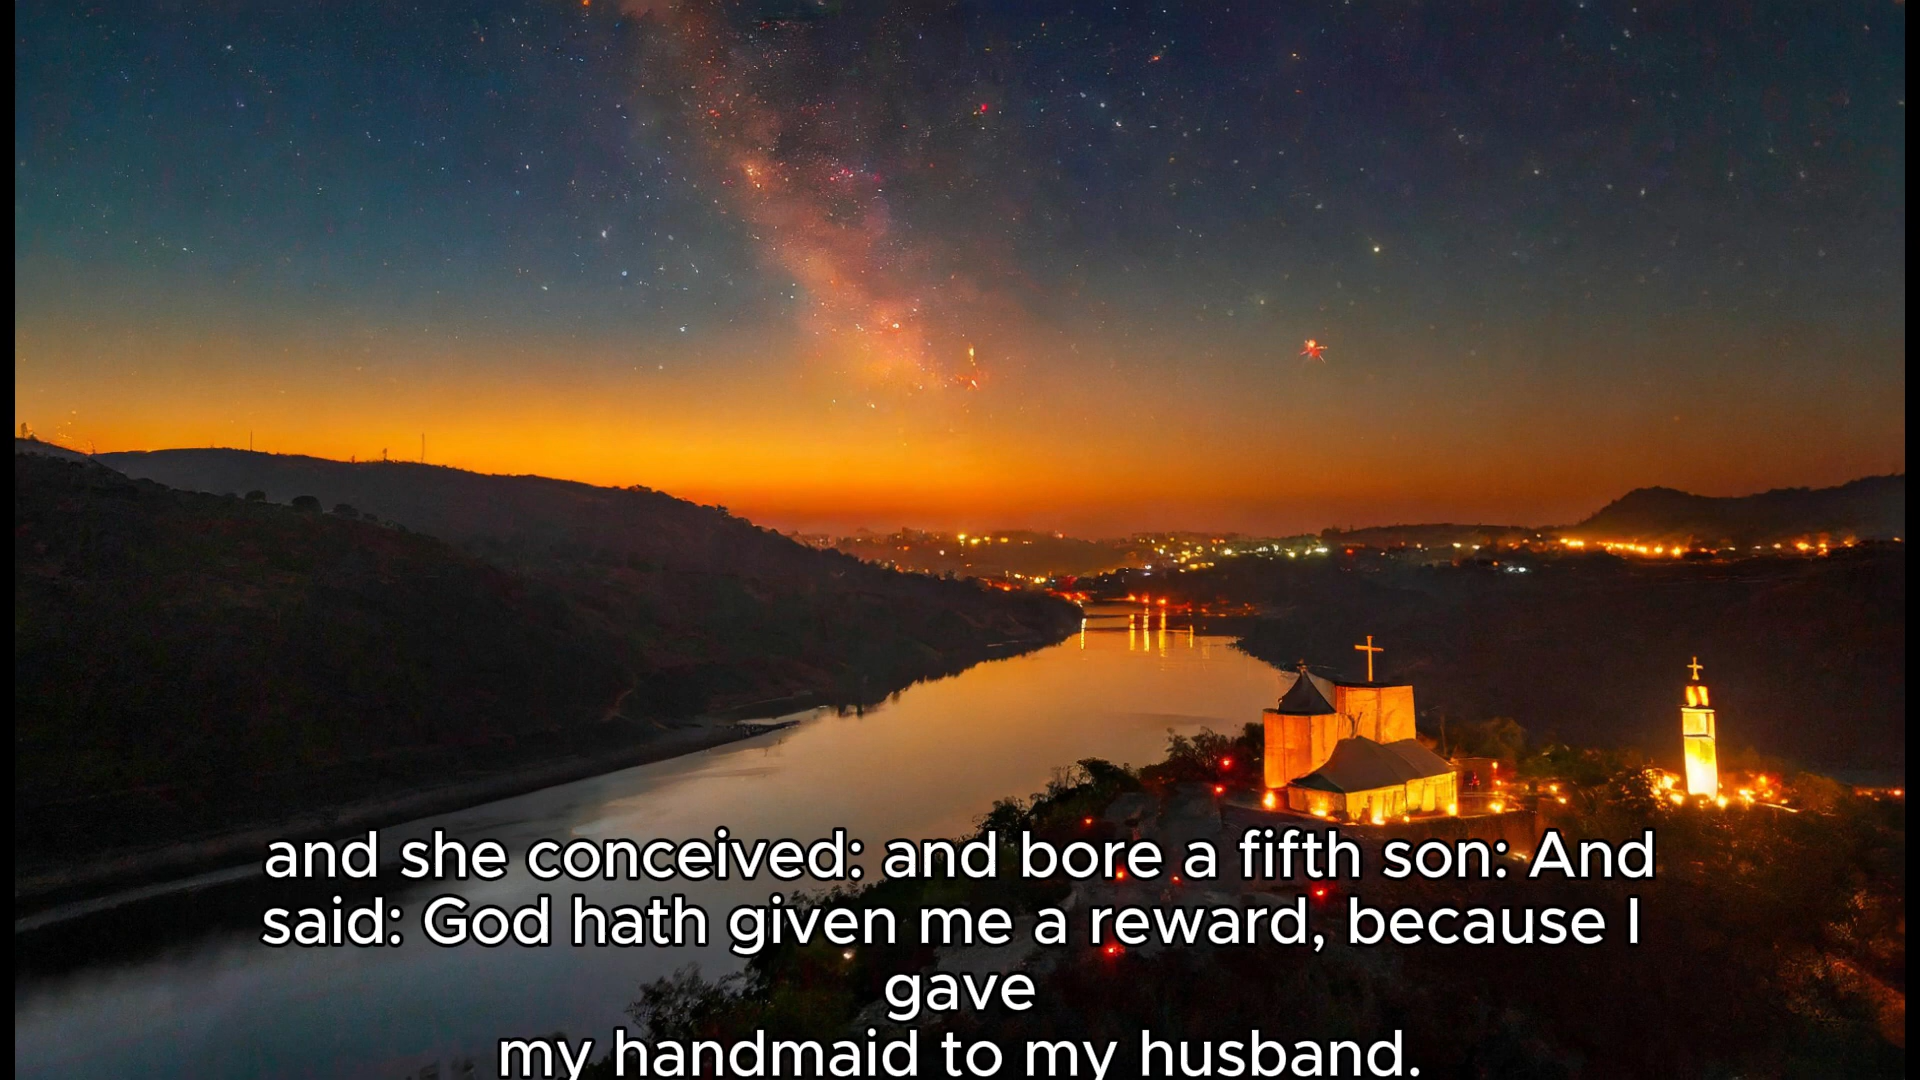 and she conceived: and bore a fifth son: And
said: God hath given me a reward, because I
gave
my handmaid to my husband.